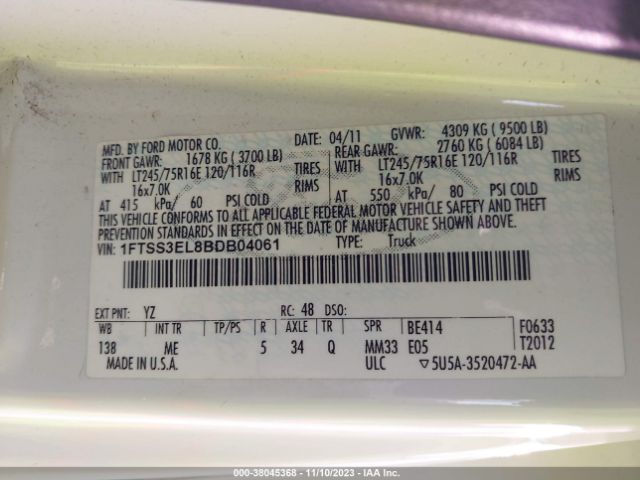 MFD. BY FORD MOTOR CO. DATE: 04/11 GVWR: 4309 KG ( 9500 LB)
FRONT GAWR: 1678 KG ( 3700 LB) REAR GAWR: 2760 KG ( 6084 LB)
WITH LT245/75R16E 120/116R TIRES WITH LT245/75R16E 120/116R TIRES
16x7.0K RIMS 16x7.0K RIMS
AT 415 kPa/ 60 PSI COLD AT 550 kPa/ 80 PSI COLD
THIS VEHICLE CONFORMS TO ALL APPLICABLE FEDERAL MOTOR VEHICLE SAFETY AND THEFT
PREVENTION STANDARDS IN EFFECT ON THE DATE OF MANUFACTURE SHOWN ABOVE.
VIN: 1FTSS3EL8BDB04061 TYPE: Truck
EXT PNT: YZ RC: 48 DSO:
WB INT TR TP/PS R AXLE TR SPR BE414 F0633
138 ME 5 34 Q MM33 E05 T2012
MADE IN U.S.A. ULC ▽5U5A-3520472-AA
000-38045368 - 11/10/2023 - IAA Inc.